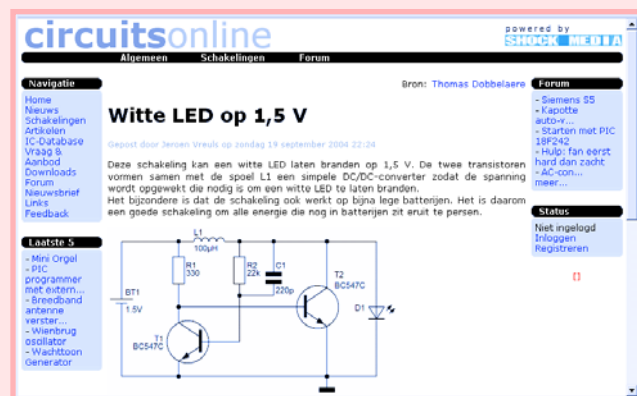 circuitsonline
powered by
SHOCK MEDIA
Algemeen Schakelingen Forum
Navigatie
Home
Nieuws
Schakelingen
Artikelen
IC-Database
Vraag &
Aanbod
Downloads
Forum
Nieuwsbrief
Links
Feedback
Laatste 5
- Mini Orgel
- PIC
programmer
met extern...
- Breedband
antenne
verster...
- Wienbrug
oscillator
- Wachttoon
Generator
Bron: Thomas Dobbelaere
Witte LED op 1,5 V
Gepost door Jeroen Vreuls op zondag 19 september 2004 22:24
Deze schakeling kan een witte LED laten branden op 1,5 V. De twee transistoren
vormen samen met de spoel L1 een simpele DC/DC-converter zodat de spanning
wordt opgewekt die nodig is om een witte LED te laten branden.
Het bijzondere is dat de schakeling ook werkt op bijna lege batterijen. Het is daarom
een goede schakeling om alle energie die nog in batterijen zit eruit te persen.
L1
100µH
R1
330
R2
22k
C1
220p
T2
BC547C
BT1
1.5V
D1
T1
BC547C
Forum
- Siemens S5
- Kapotte
auto-v...
- Starten met PIC
18F242
- Hulp: fan eerst
hard dan zacht
- AC-con...
meer...
Status
Niet ingelogd
Inloggen
Registreren
[]